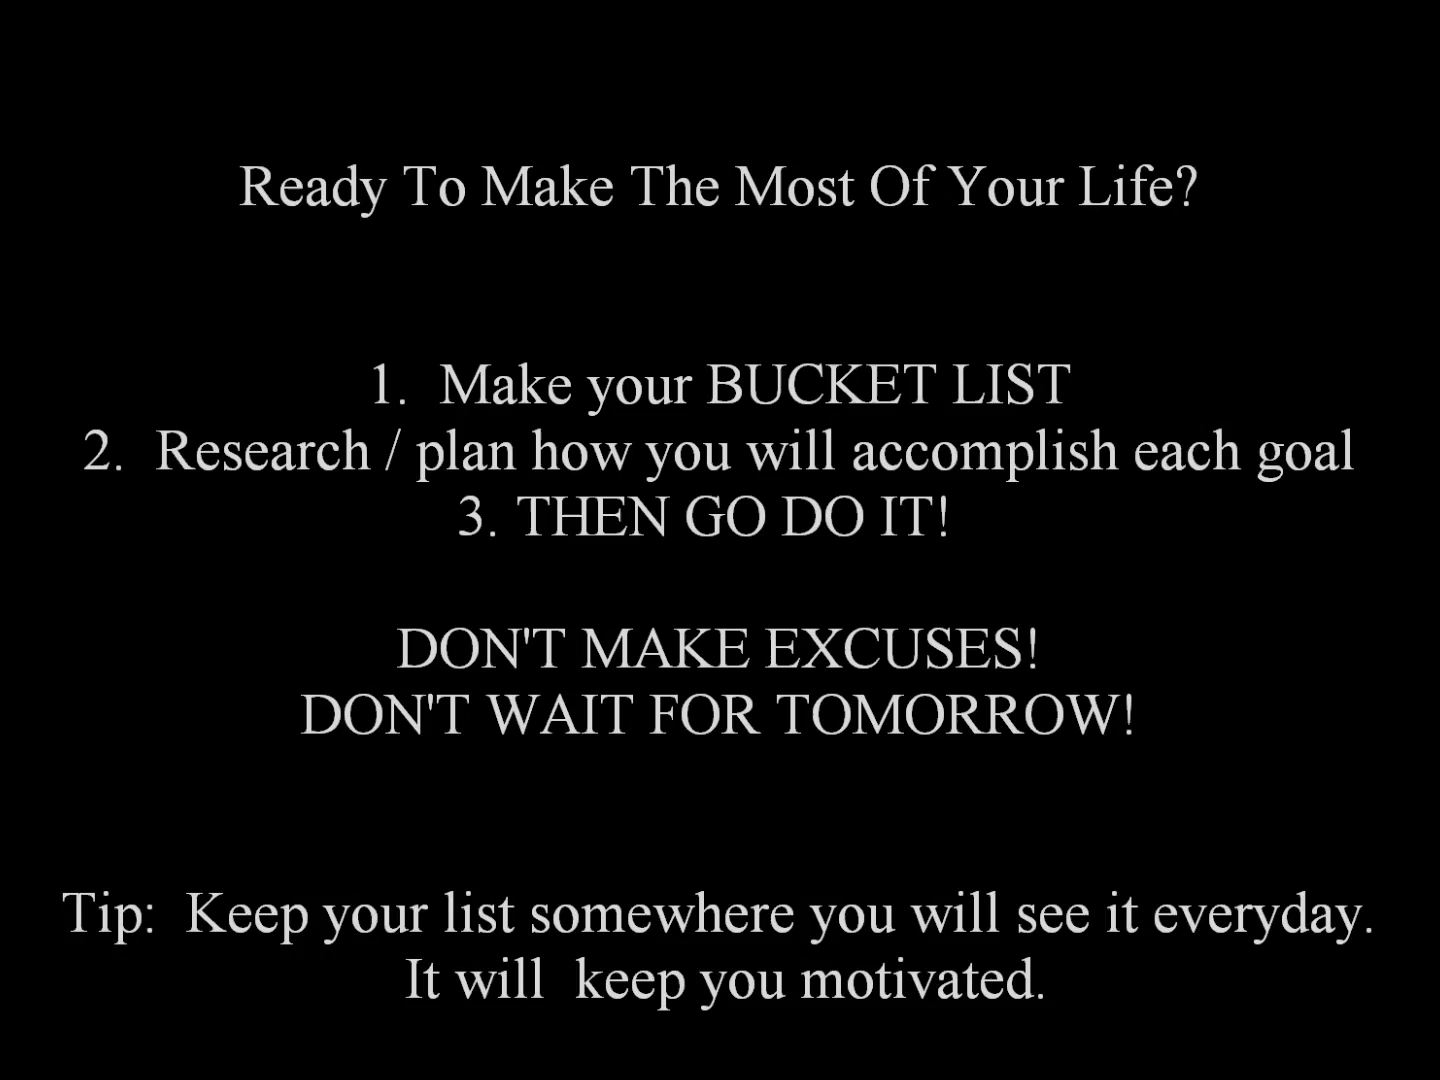 Ready To Make The Most Of Your Life?
1.  Make your BUCKET LIST
2.  Research / plan how you will accomplish each goal
3. THEN GO DO IT!
DON'T MAKE EXCUSES!
DON'T WAIT FOR TOMORROW!
Tip:  Keep your list somewhere you will see it everyday.
It will  keep you motivated.